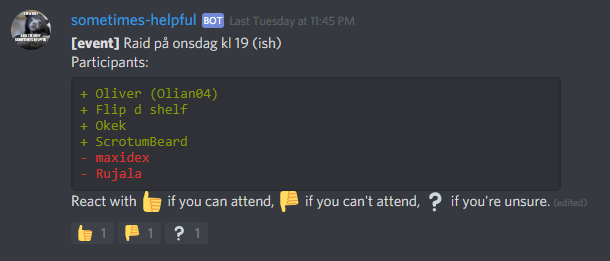 sometimes-helpful BOT Last Tuesday at 11:45 PM
[event] Raid på onsdag kl 19 (ish)
Participants:
+ Oliver (Olian04)
+ Flip d shelf
+ Okek
+ ScrotumBeard
- maxidex
- Rujala
React with 👍 if you can attend, 👎 if you can't attend, ❔ if you're unsure. (edited)
👍 1 👎 1 ❔ 1